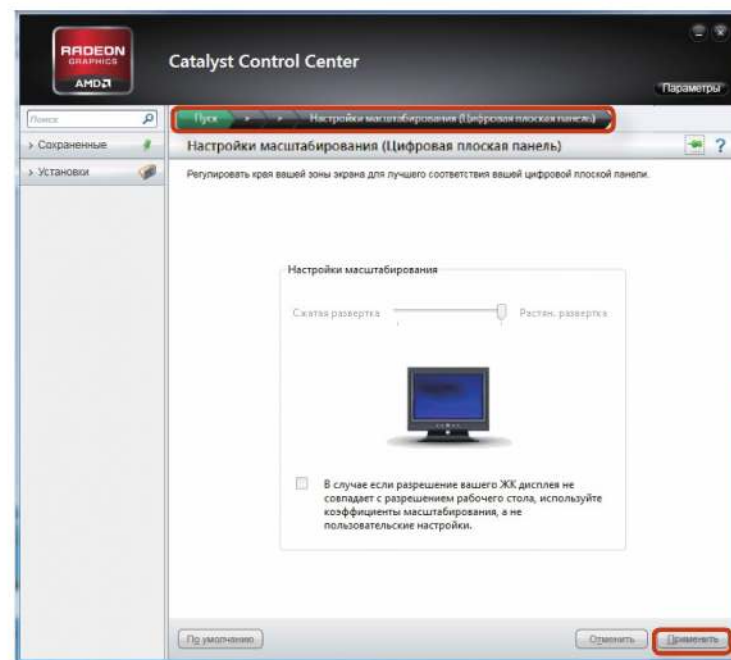 RADEON
GRAPHICS
AMD
Catalyst Control Center
Параметры
Поиск
Пуск
Настройки масштабирования (Цифровая плоская панель)
Сохраненные
Настройки масштабирования (Цифровая плоская панель)
?
Установки
Регулировать края вашей зоны экрана для лучшего соответствия вашей цифровой плоской панели.
Настройки масштабирования
Сжатая развертка
Растян. развертка
В случае если разрешение вашего ЖК дисплея не
совпадает с разрешением рабочего стола, используйте
коэффициенты масштабирования, а не
пользовательские настройки.
По умолчанию
Отменить
Применить